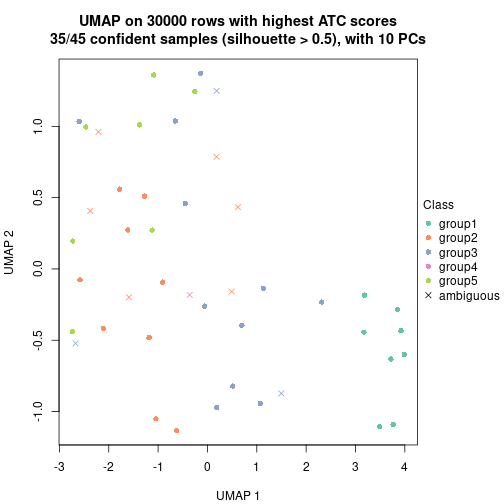 UMAP on 30000 rows with highest ATC scores
35/45 confident samples (silhouette > 0.5), with 10 PCs
1.0
0.5
0.0
-0.5
-1.0
UMAP 2
Class
group1
group2
group3
group4
group5
ambiguous
-3 -2 -1 0 1 2 3 4
UMAP 1